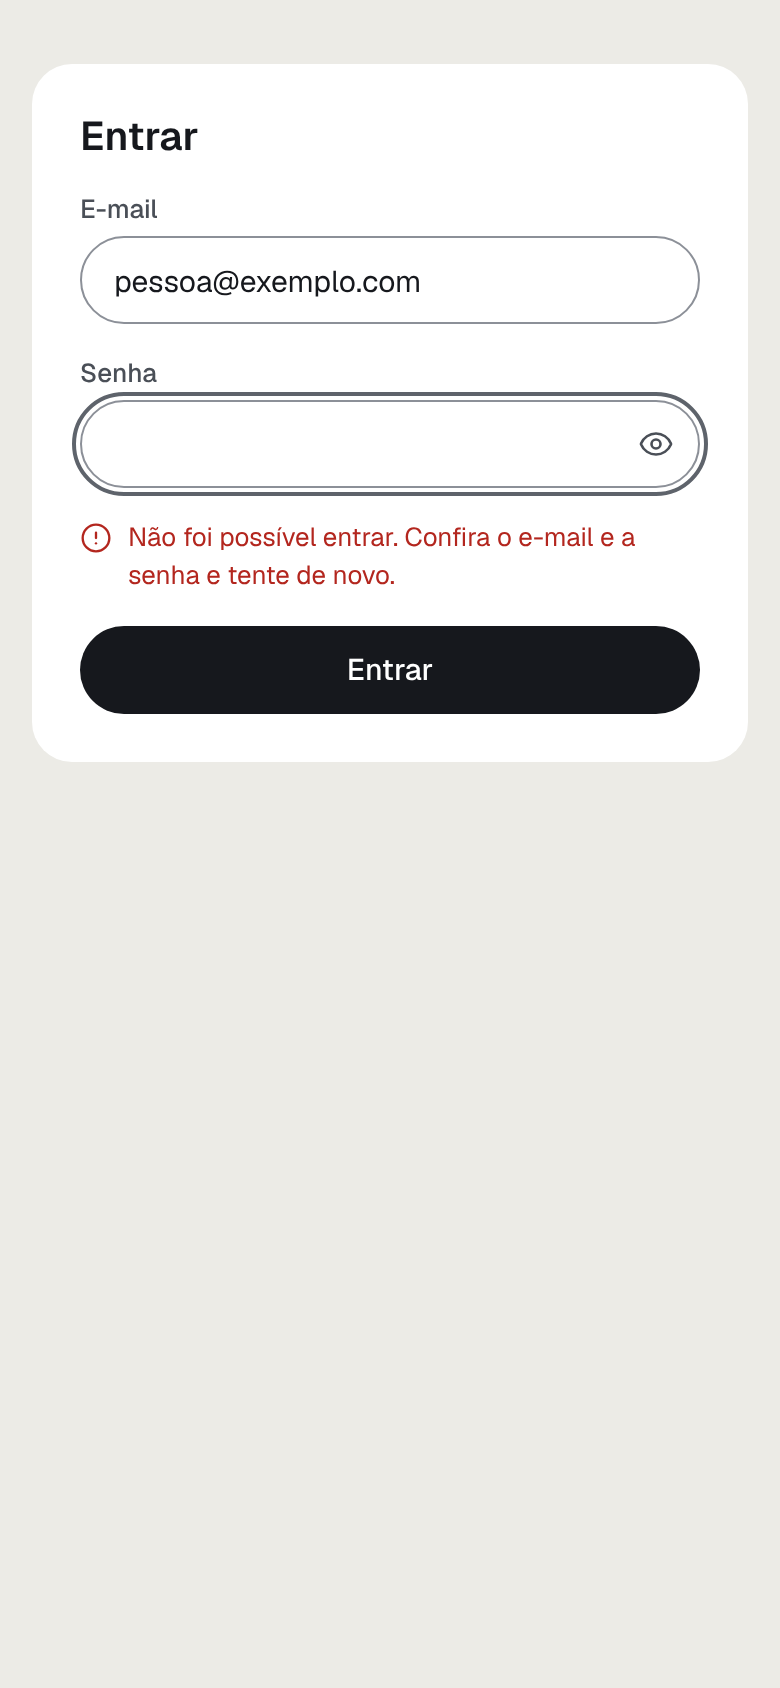 Entrar
E-mail
pessoa@exemplo.com
Senha
Não foi possível entrar. Confira o e-mail e a
senha e tente de novo.
Entrar